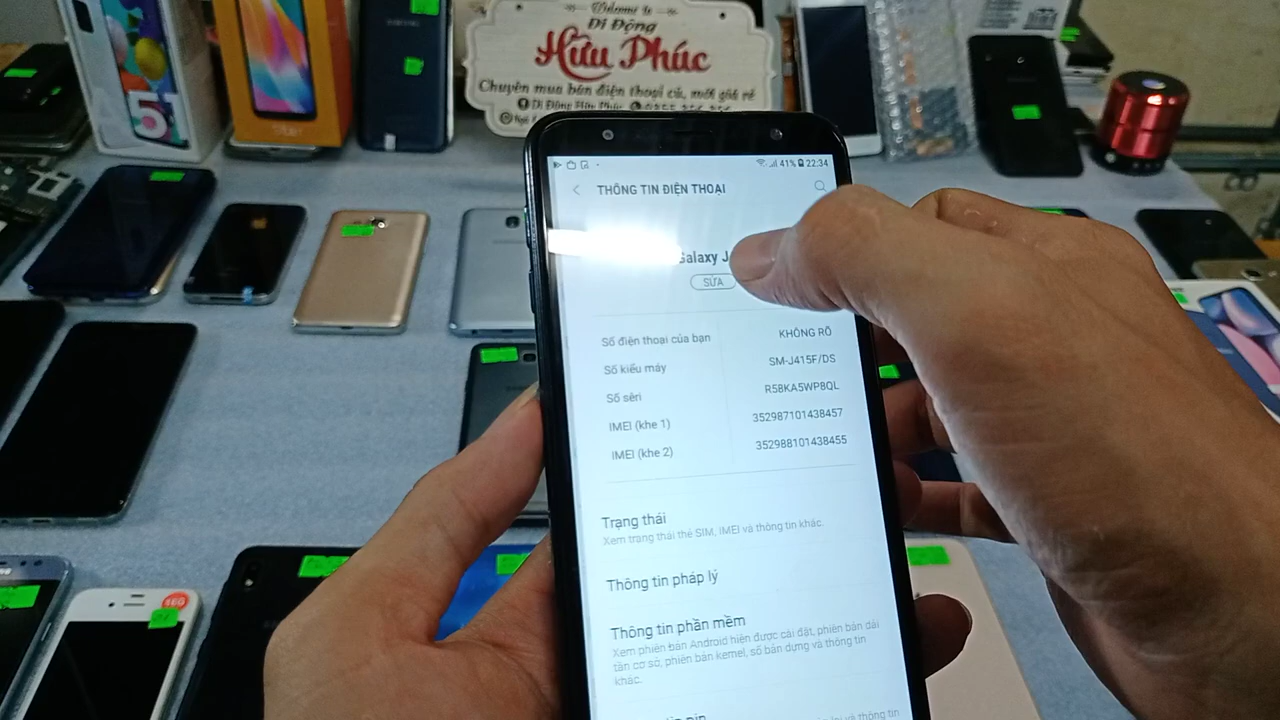 Welcome to
Di Động
Hữu Phúc
Chuyên mua bán điện thoại cũ, mới giá rẻ
Di Động Hữu Phúc
51
41% 22:34
THÔNG TIN ĐIỆN THOẠI
Galaxy J
SỬA
Số điện thoại của bạn KHÔNG RÕ
Số kiểu máy SM-J415F/DS
Số sêri R58KA5WP8QL
IMEI (khe 1) 352987101438457
IMEI (khe 2) 352988101438455
Trạng thái
Xem trạng thái thẻ SIM, IMEI và thông tin khác.
Thông tin pháp lý
Thông tin phần mềm
Xem phiên bản Android hiện được cài đặt, phiên bản dải
tần cơ sở, phiên bản kernel, số bản dựng và thông tin
khác.